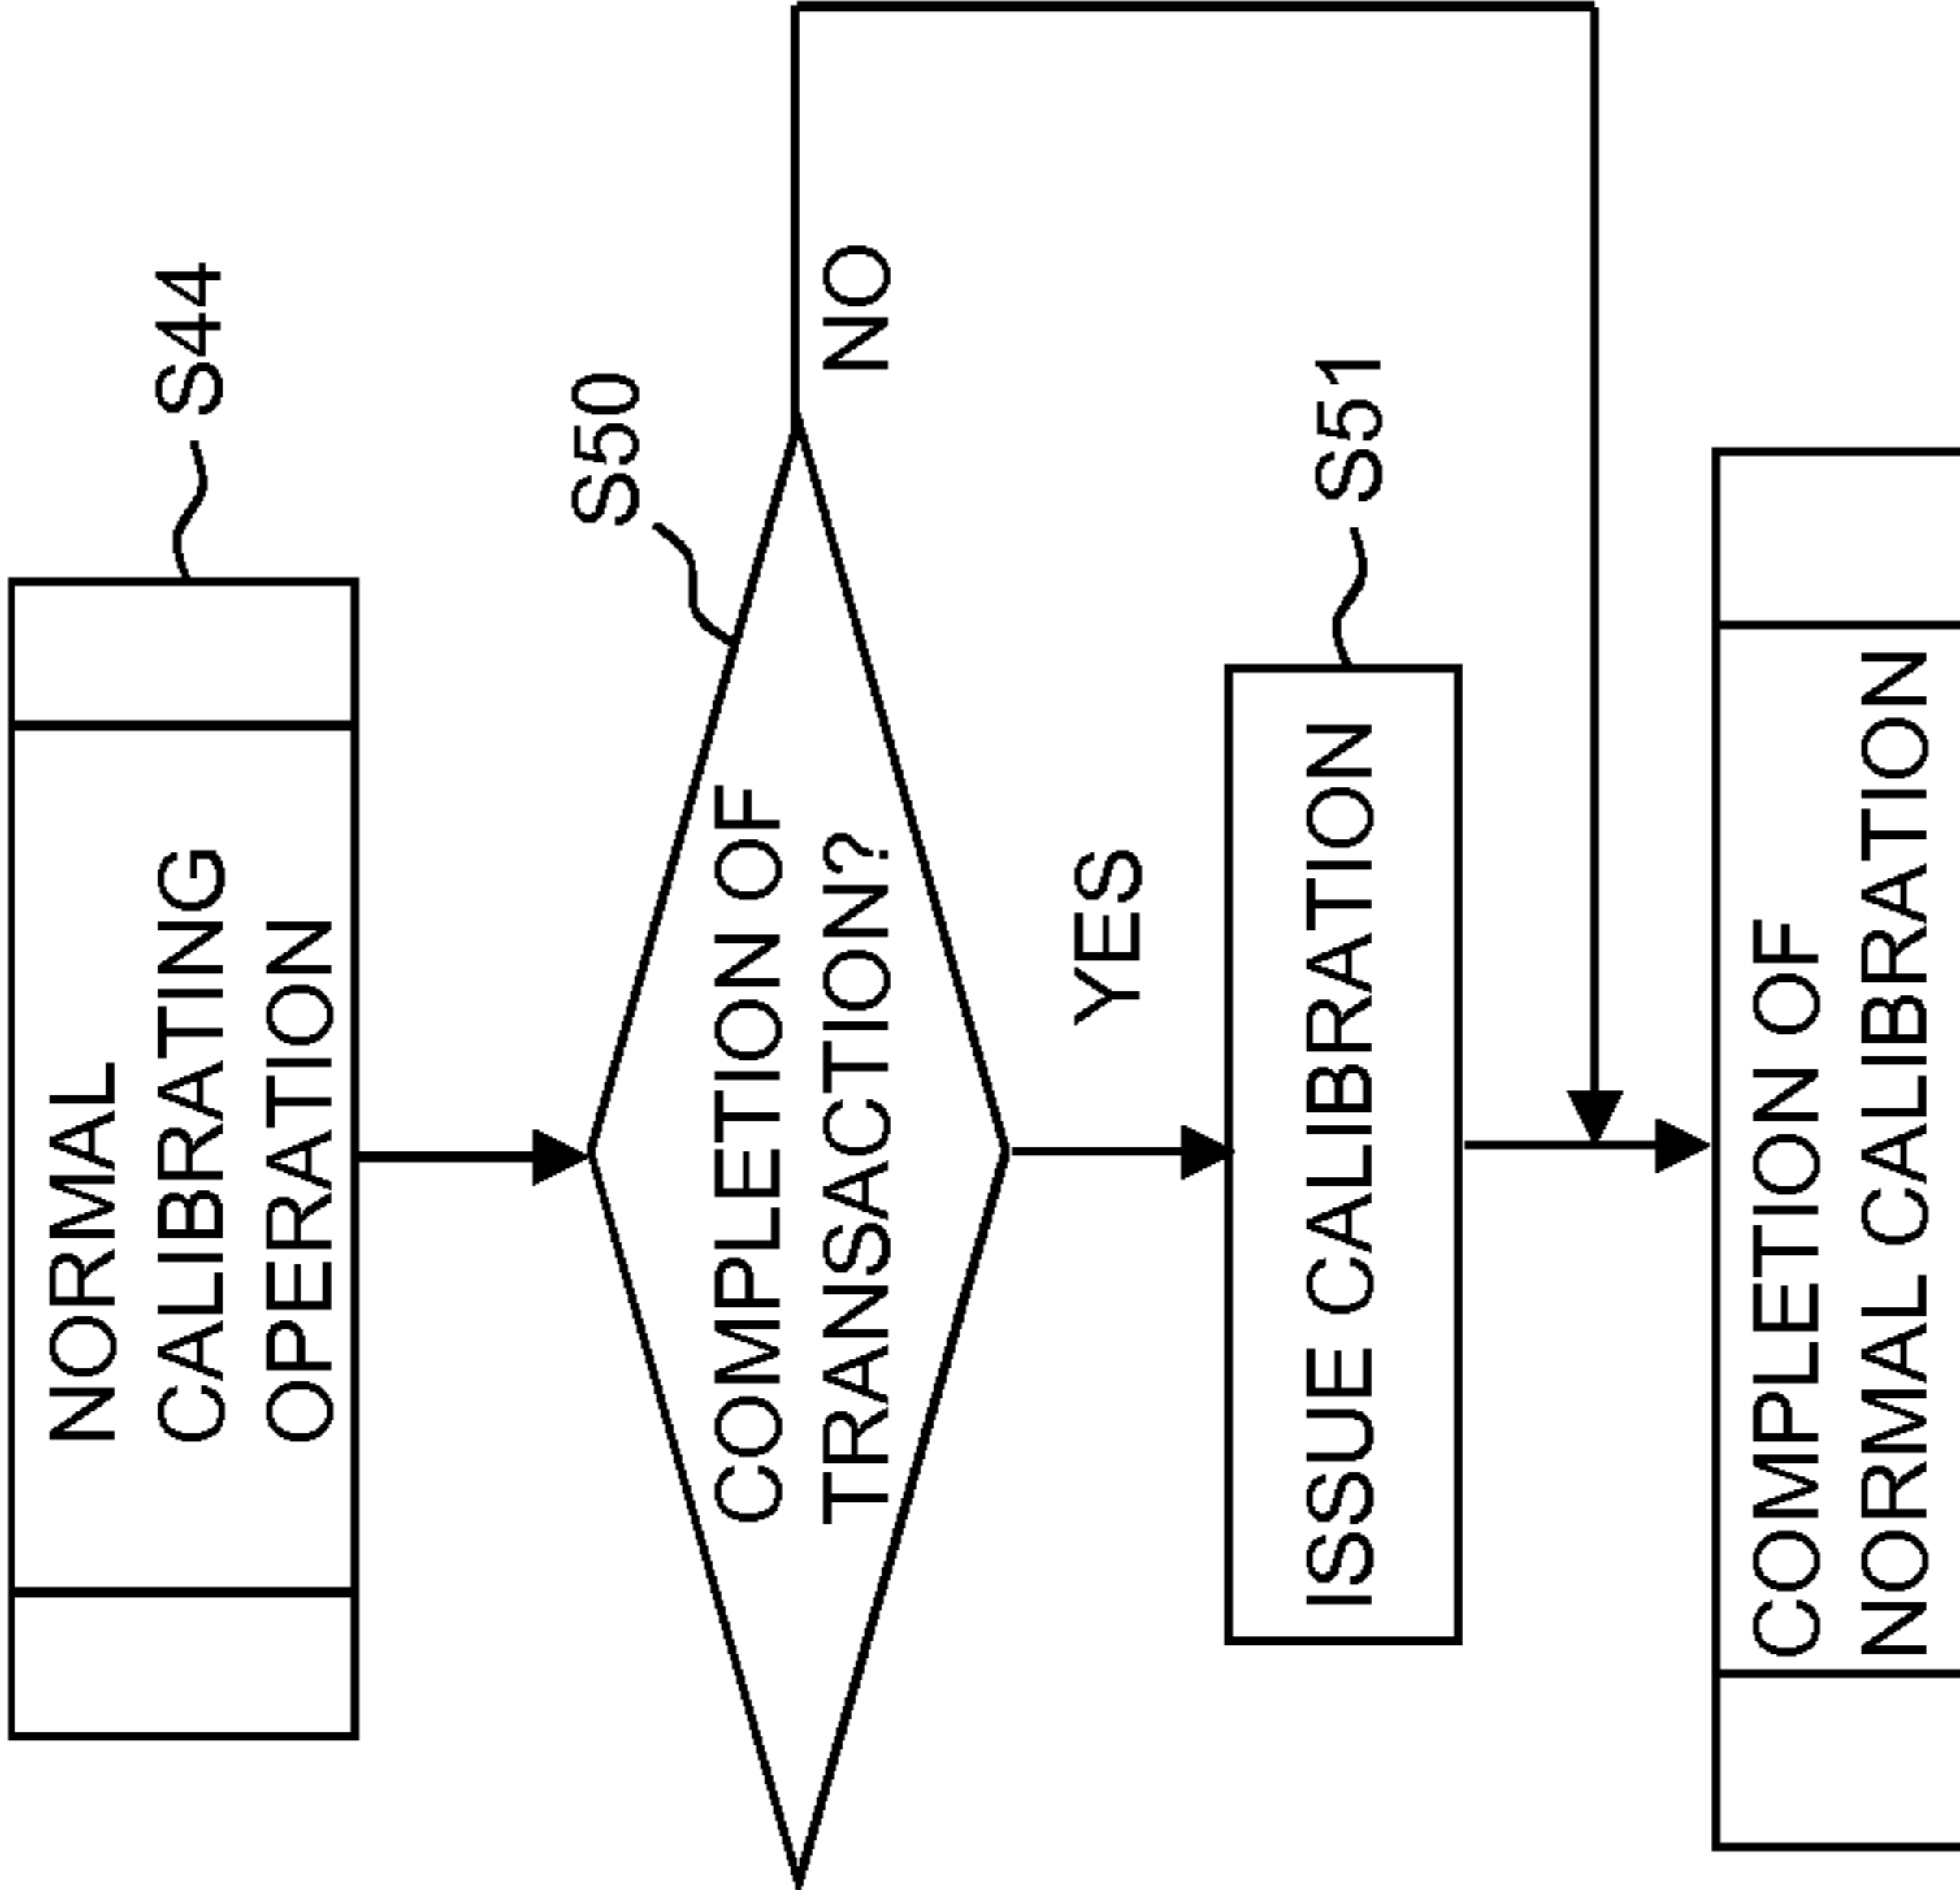 NORMAL
CALIBRATING
OPERATION
S44
S50
COMPLETION OF
TRANSACTION?
NO
YES
S51
ISSUE CALIBRATION
COMPLETION OF
NORMAL CALIBRATION